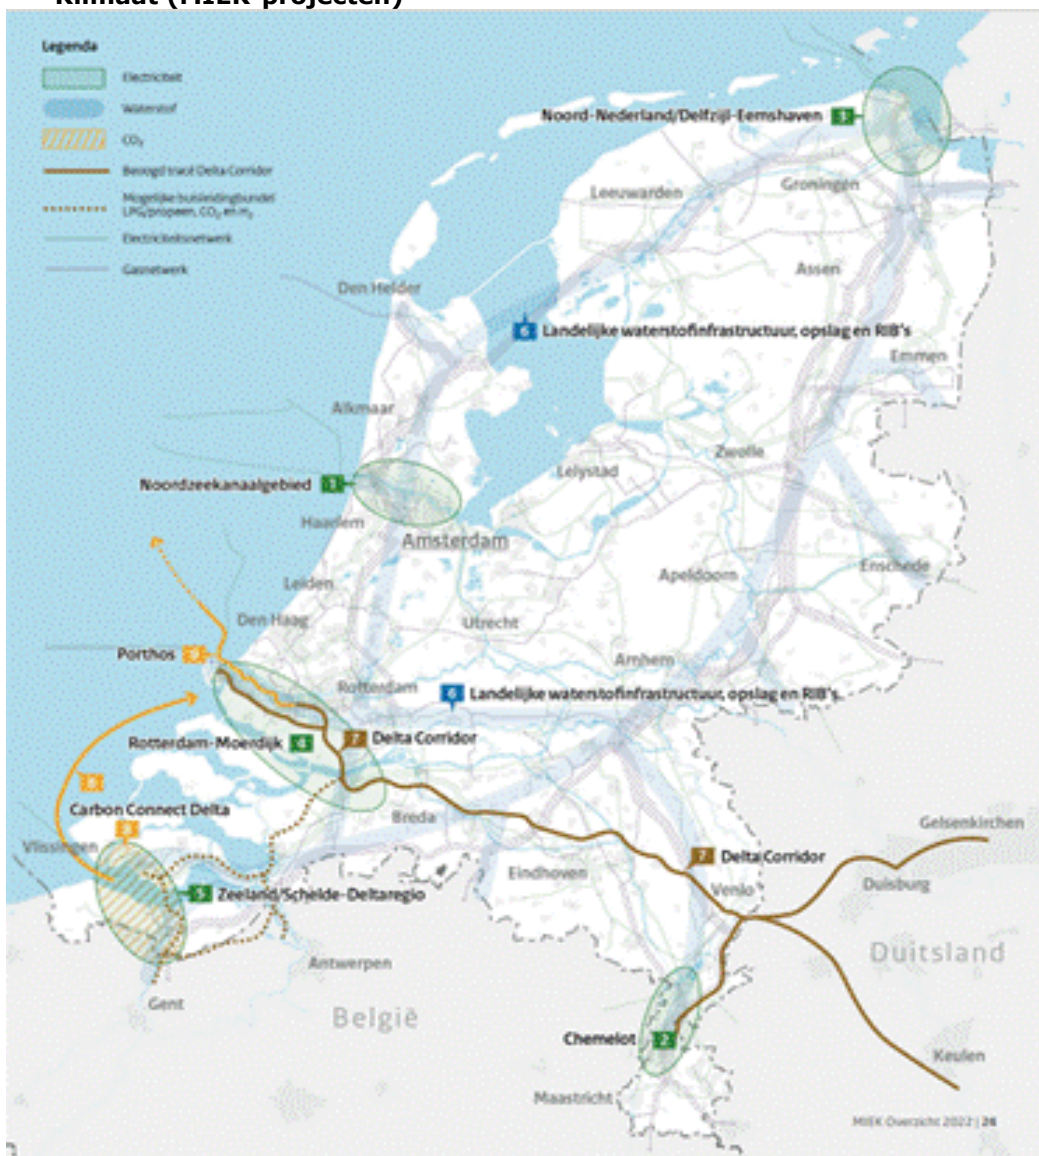 Klimaat (MIEK-projecten)
Legenda
Electriciteit
Waterstof
CO₂
Beoogd tracé Delta Corridor
Mogelijke buisleidingbundel
LPG/propeen, CO₂ en H₂
Electriciteitsnetwerk
Gasnetwerk
Noord-Nederland/Delfzijl-Eemshaven
Leeuwarden
Groningen
Assen
Den Helder
6 Landelijke waterstofinfrastructuur, opslag en RIB's
Emmen
Alkmaar
Zwolle
Lelystad
Noordzeekanaalgebied
Haarlem
Amsterdam
Enschede
Apeldoorn
Leiden
Den Haag
Utrecht
Porthos
Arnhem
Rotterdam
6 Landelijke waterstofinfrastructuur, opslag en RIB's
Rotterdam-Moerdijk 4
7 Delta Corridor
Carbon Connect Delta
Breda
Gelsenkirchen
Vlissingen
7 Delta Corridor
Eindhoven
Venlo
Duisburg
5 Zeeland/Schelde-Deltaregio
Duitsland
Antwerpen
Gent
België
Chemelot 2
Keulen
Maastricht
MIEK Overzicht 2022 | 26